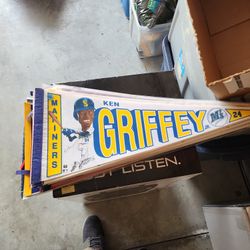 MARINERS
KEN
GRIFFEY
24
LISTEN.